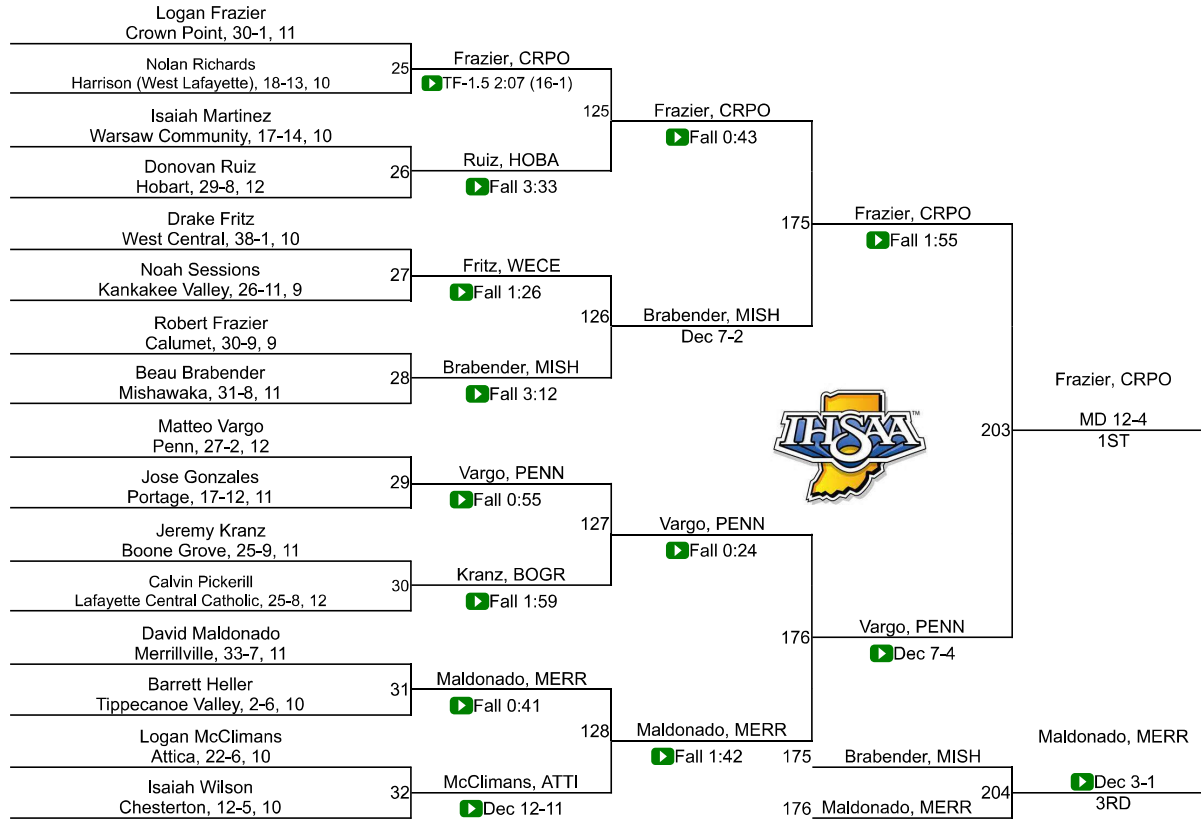 Logan Frazier
Crown Point, 30-1, 11
Nolan Richards
Harrison (West Lafayette), 18-13, 10
Isaiah Martinez
Warsaw Community, 17-14, 10
Donovan Ruiz
Hobart, 29-8, 12
Drake Fritz
West Central, 38-1, 10
Noah Sessions
Kankakee Valley, 26-11, 9
Robert Frazier
Calumet, 30-9, 9
Beau Brabender
Mishawaka, 31-8, 11
Matteo Vargo
Penn, 27-2, 12
Jose Gonzales
Portage, 17-12, 11
Jeremy Kranz
Boone Grove, 25-9, 11
Calvin Pickerill
Lafayette Central Catholic, 25-8, 12
David Maldonado
Merrillville, 33-7, 11
Barrett Heller
Tippecanoe Valley, 2-6, 10
Logan McClimans
Attica, 22-6, 10
Isaiah Wilson
Chesterton, 12-5, 10
25
Frazier, CRPO
TF-1.5 2:07 (16-1)
26
Ruiz, HOBA
Fall 3:33
27
Fritz, WECE
Fall 1:26
28
Brabender, MISH
Fall 3:12
29
Vargo, PENN
Fall 0:55
30
Kranz, BOGR
Fall 1:59
31
Maldonado, MERR
Fall 0:41
32
McClimans, ATTI
Dec 12-11
125
Frazier, CRPO
Fall 0:43
126
Brabender, MISH
Dec 7-2
127
Vargo, PENN
Fall 0:24
128
Maldonado, MERR
Fall 1:42
175
Frazier, CRPO
Fall 1:55
176
Vargo, PENN
Dec 7-4
IHSAA™
203
Frazier, CRPO
MD 12-4
1ST
175 Brabender, MISH
176 Maldonado, MERR
204
Maldonado, MERR
Dec 3-1
3RD